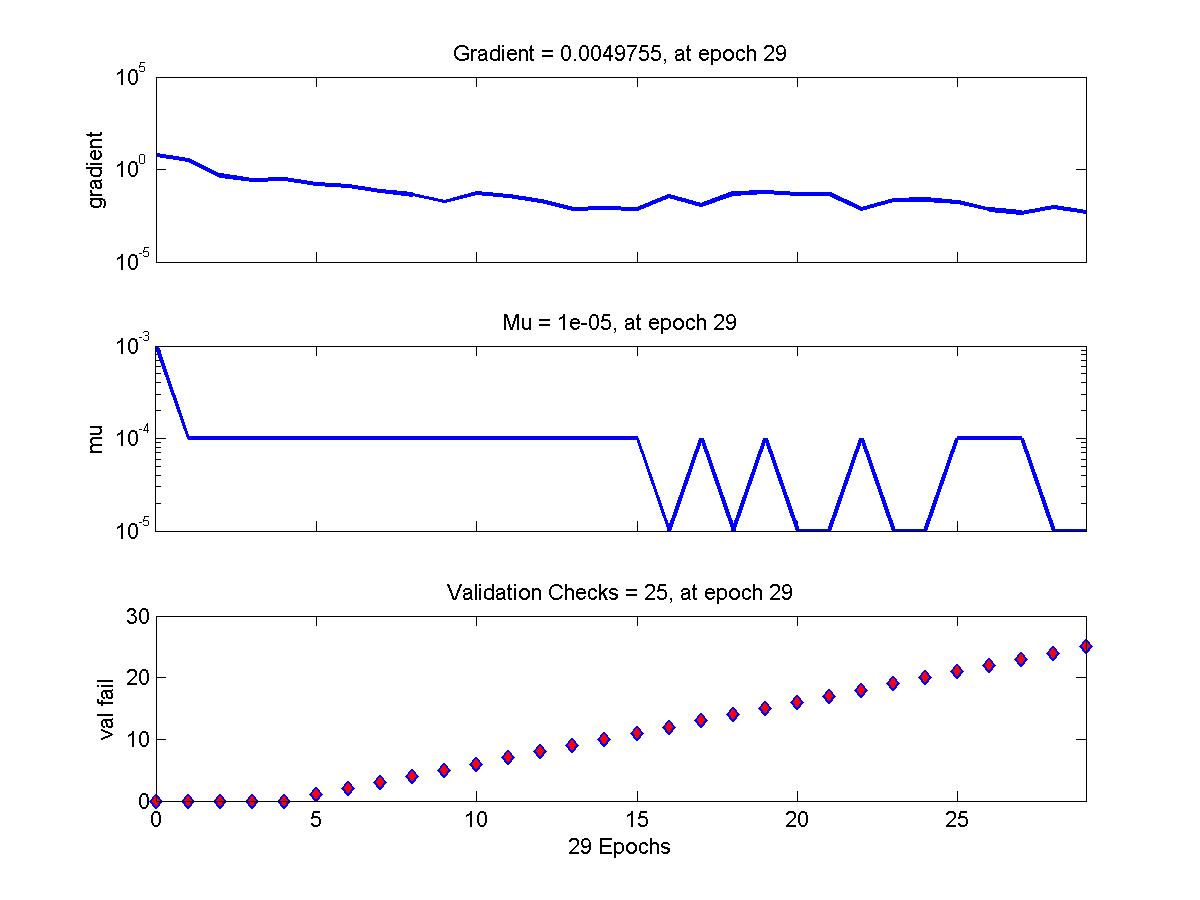 Gradient = 0.0049755, at epoch 29
10^5
10^0
10^-5
gradient
Mu = 1e-05, at epoch 29
10^-3
10^-4
10^-5
mu
Validation Checks = 25, at epoch 29
30
20
10
0
val fail
0 5 10 15 20 25
29 Epochs